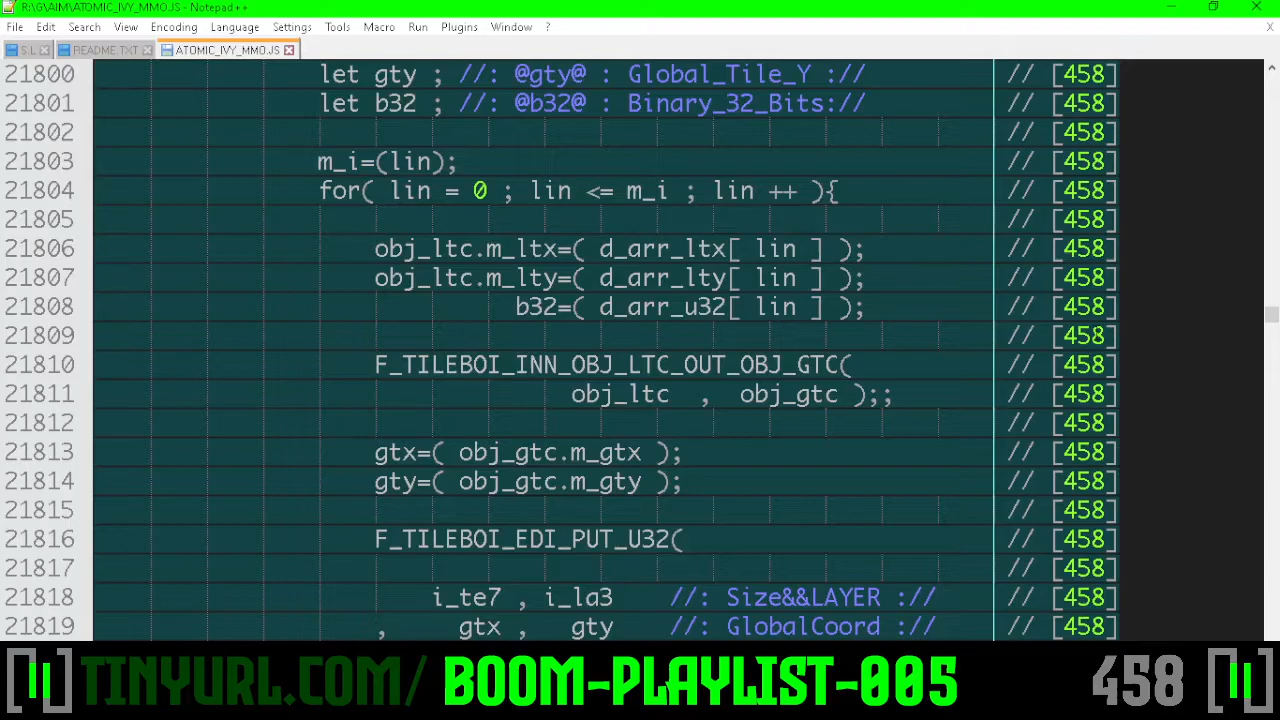 R:\G\AIM\ATOMIC_IVY_MMO.JS - Notepad++
File Edit Search View Encoding Language Settings Tools Macro Run Plugins Window ? X
S.L README.TXT ATOMIC_IVY_MMO.JS
21800 let gty ; //: @gty@ : Global_Tile_Y :// // [458]
21801 let b32 ; //: @b32@ : Binary_32_Bits:// // [458]
21802 // [458]
21803 m_i=(lin); // [458]
21804 for( lin = 0 ; lin <= m_i ; lin ++ ){ // [458]
21805 // [458]
21806 obj_ltc.m_ltx=( d_arr_ltx[ lin ] ); // [458]
21807 obj_ltc.m_lty=( d_arr_lty[ lin ] ); // [458]
21808 b32=( d_arr_u32[ lin ] ); // [458]
21809 // [458]
21810 F_TILEBOI_INN_OBJ_LTC_OUT_OBJ_GTC( // [458]
21811 obj_ltc , obj_gtc );; // [458]
21812 // [458]
21813 gtx=( obj_gtc.m_gtx ); // [458]
21814 gty=( obj_gtc.m_gty ); // [458]
21815 // [458]
21816 F_TILEBOI_EDI_PUT_U32( // [458]
21817 // [458]
21818 i_te7 , i_la3 //: Size&&LAYER :// // [458]
21819 , gtx , gty //: GlobalCoord :// // [458]
[||] TINYURL.COM/ BOOM-PLAYLIST-005 458 [||]